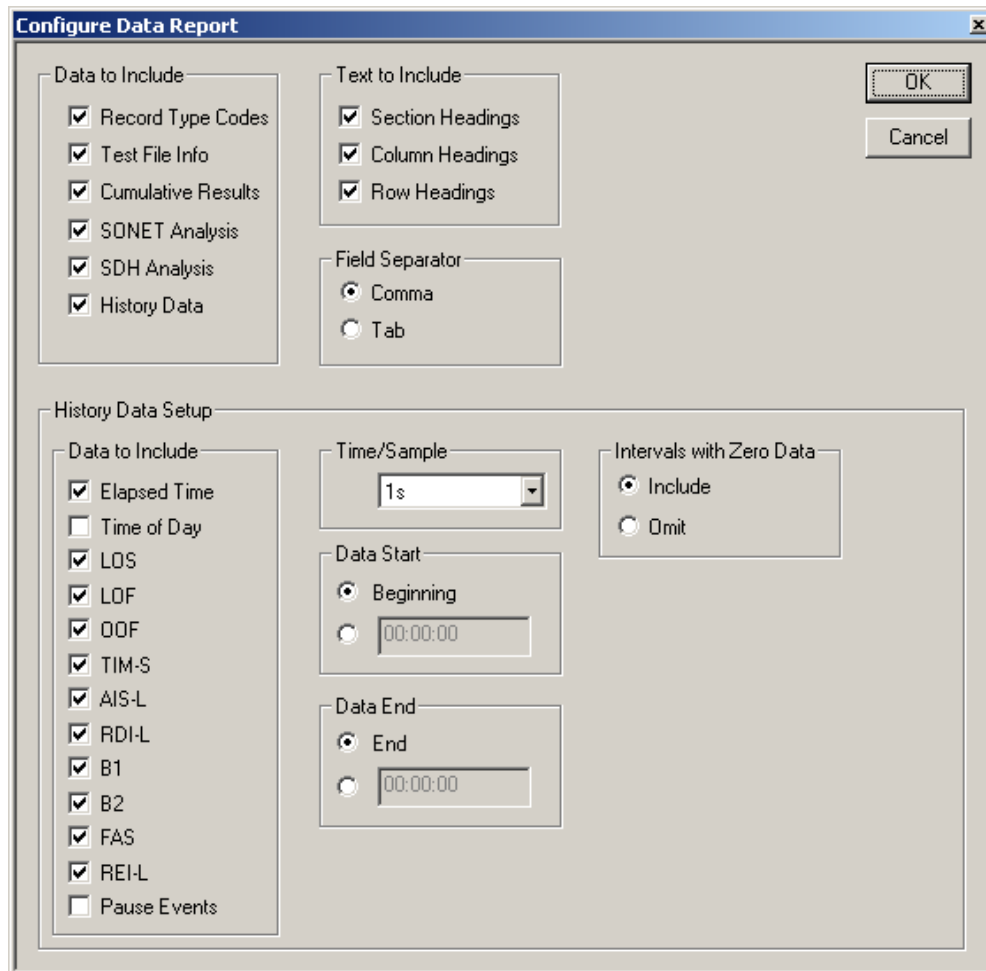 Configure Data Report
Data to Include
Record Type Codes
Test File Info
Cumulative Results
SONET Analysis
SDH Analysis
History Data
Text to Include
Section Headings
Column Headings
Row Headings
Field Separator
Comma
Tab
OK
Cancel
History Data Setup
Data to Include
Elapsed Time
Time of Day
LOS
LOF
OOF
TIM-S
AIS-L
RDI-L
B1
B2
FAS
REI-L
Pause Events
Time/Sample
1s
Data Start
Beginning
00:00:00
Data End
End
00:00:00
Intervals with Zero Data
Include
Omit